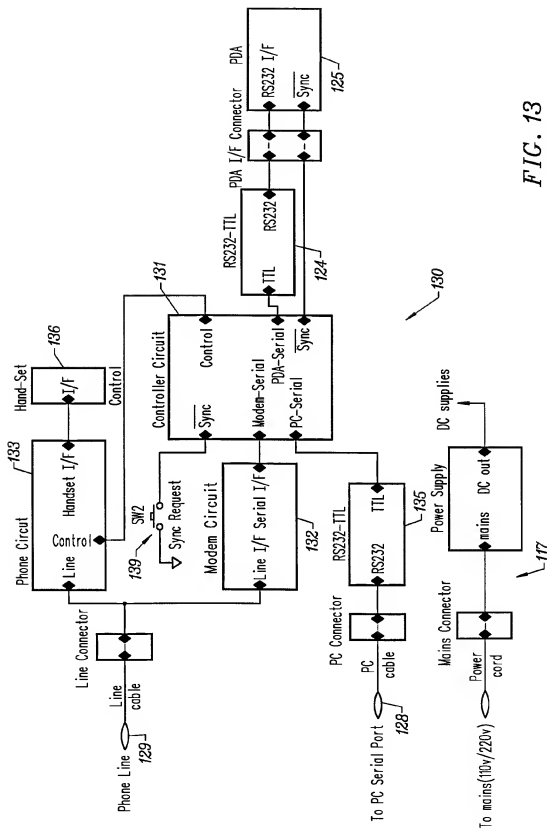 Phone Line
129
Line
cable
Line Connector
Phone Circut
133
Line
Control
Handset I/F
Hand-Set
136
I/F
Control
SW2
139
Sync Request
Modem Circuit
Line I/F
Serial I/F
132
Controller Circuit
131
Sync
Control
Modem-Serial
PC-Serial
PDA-Serial
Sync
130
RS232-TTL
TTL
RS232
124
PDA I/F Connector
PDA
RS232 I/F
Sync
125
To PC Serial Port
128
PC
cable
PC Connector
RS232-TTL
RS232
TTL
135
To mains(110v/220v)
Power
cord
Mains Connector
117
Power Supply
mains
DC out
DC supplies
FIG. 13